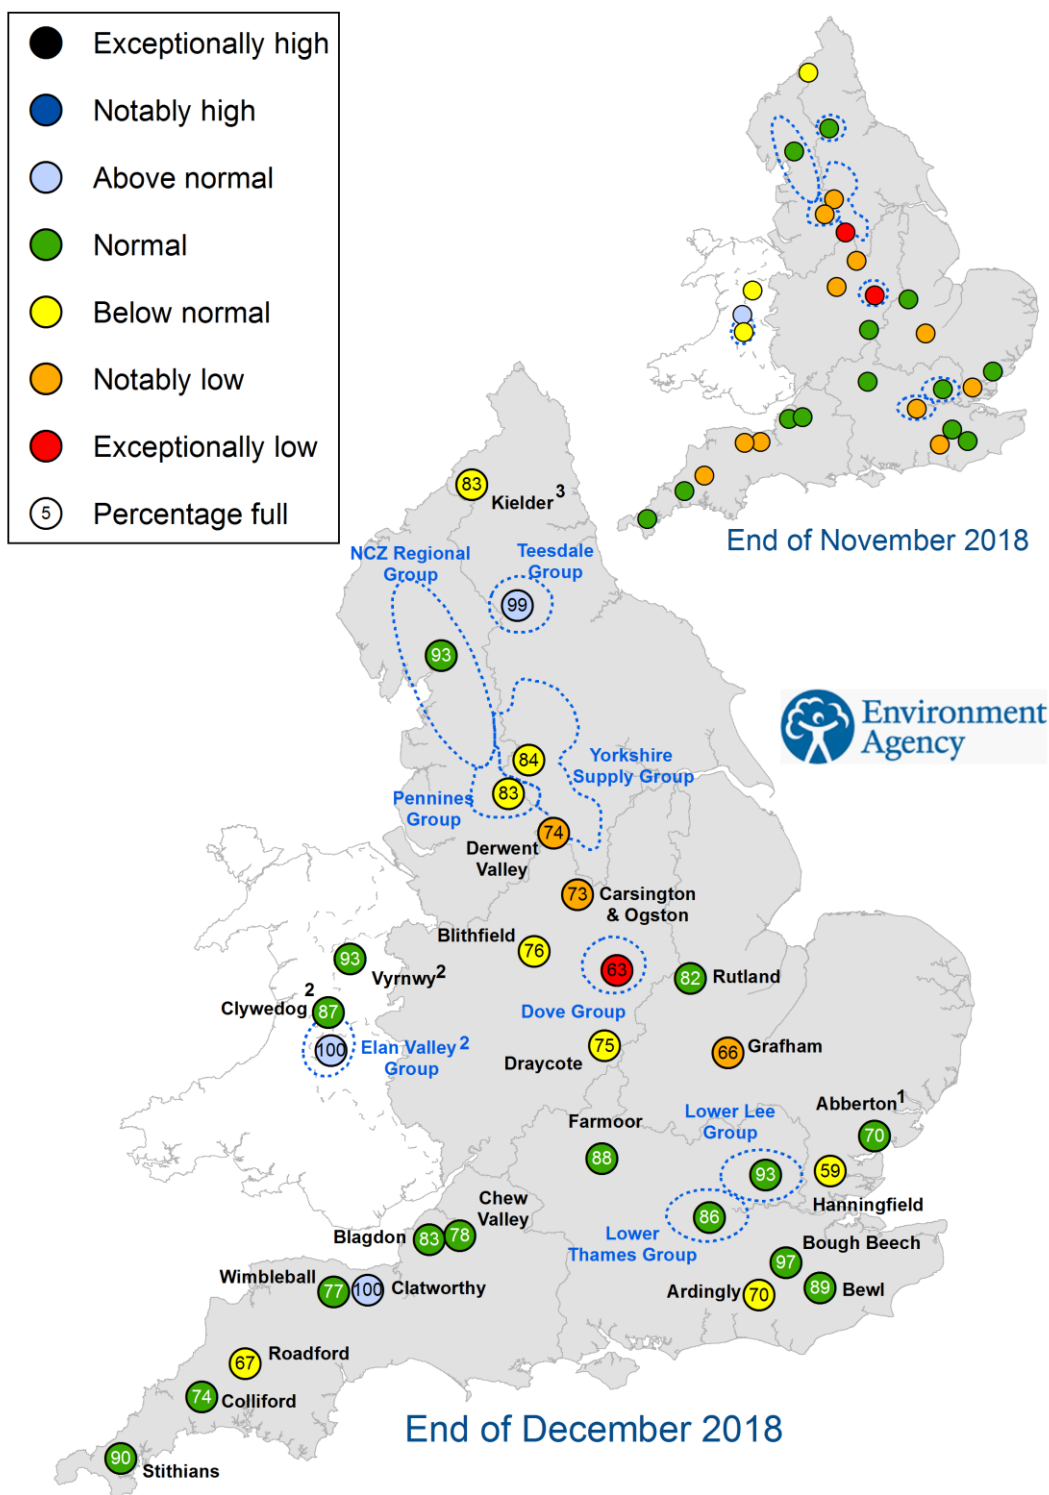 Exceptionally high
Notably high
Above normal
Normal
Below normal
Notably low
Exceptionally low
5 Percentage full
End of November 2018
83
Kielder 3
NCZ Regional
Group
Teesdale
Group
99
93
Environment
Agency
84
Yorkshire
Supply Group
83
Pennines
Group
74
Derwent
Valley
73
Carsington
& Ogston
Blithfield
76
93
Vyrnwy 2
63
Dove Group
82
Rutland
Clywedog 2
87
100
Elan Valley 2
Group
75
Draycote
66
Grafham
Abberton 1
70
Farmoor
88
Lower Lee
Group
93
59
Hanningfield
Chew
Valley
78
Blagdon
83
86
Lower
Thames Group
Bough Beech
97
Wimbleball
77
100
Clatworthy
Ardingly
70
89
Bewl
67
Roadford
74
Colliford
90
Stithians
End of December 2018